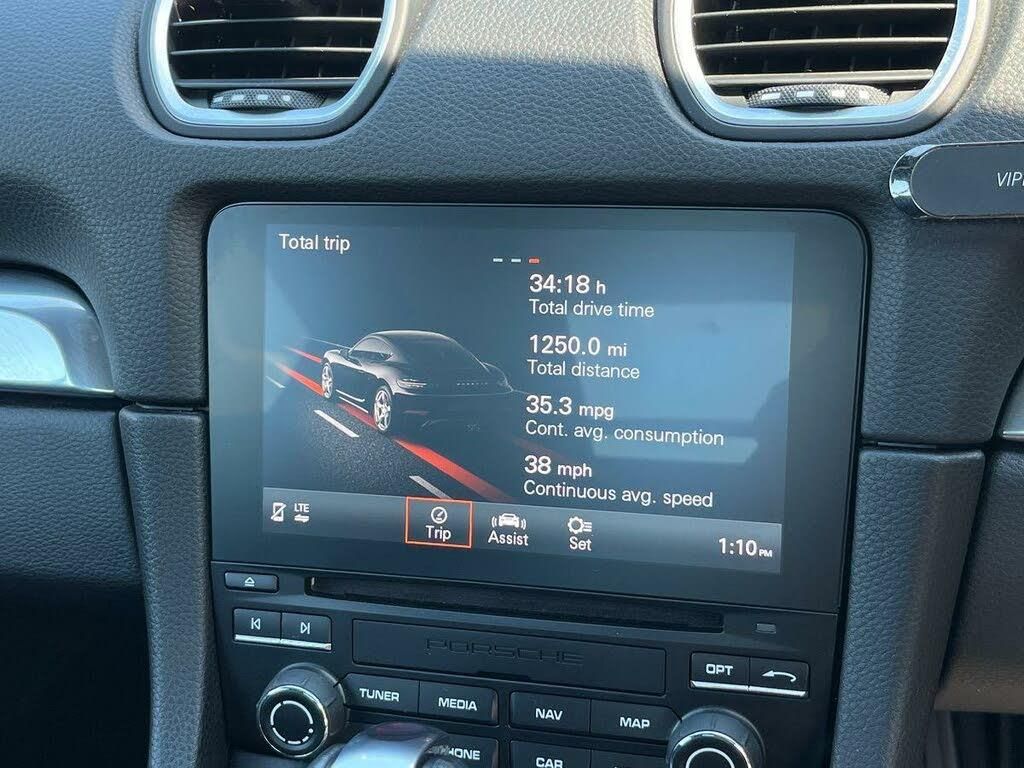 VIP
Total trip
34:18 h
Total drive time
1250.0 mi
Total distance
35.3 mpg
Cont. avg. consumption
38 mph
Continuous avg. speed
LTE
Trip
Assist
Set
1:10 PM
PORSCHE
OPT
TUNER
MEDIA
NAV
MAP
HONE
CAR